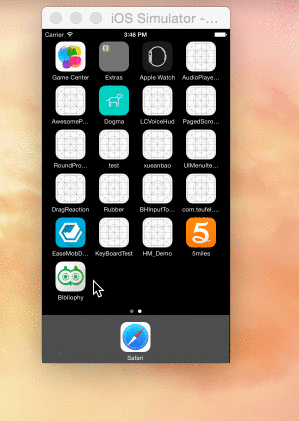 iOS Simulator -...
Carrier 3:46 PM
Game Center Extras Apple Watch AudioPlaye...
AwesomeP... Dogma LCVoiceHud PagedScro...
RoundPro... test xueanbao UIMenuIte...
DragReaction Rubber BHInputTo... com.teufel....
5
EaseMobD... KeyBoardTest HM_Demo 5miles
Bibliophy
Safari